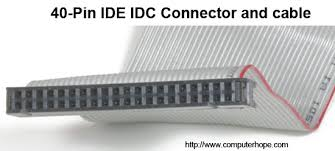 40-Pin IDE IDC Connector and cable
http://www.computerhope.com